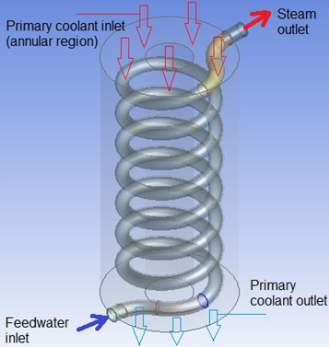 Primary coolant inlet
(annular region)
Steam
outlet
Primary
coolant outlet
Feedwater
inlet